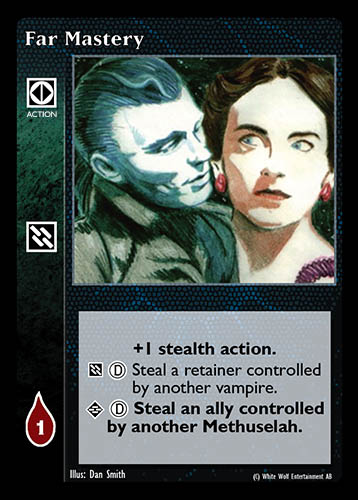 Far Mastery
ACTION
+1 stealth action.
Ⓓ Steal a retainer controlled
by another vampire.
Ⓓ Steal an ally controlled
by another Methuselah.
1
Illus: Dan Smith
(C) White Wolf Entertainment AB